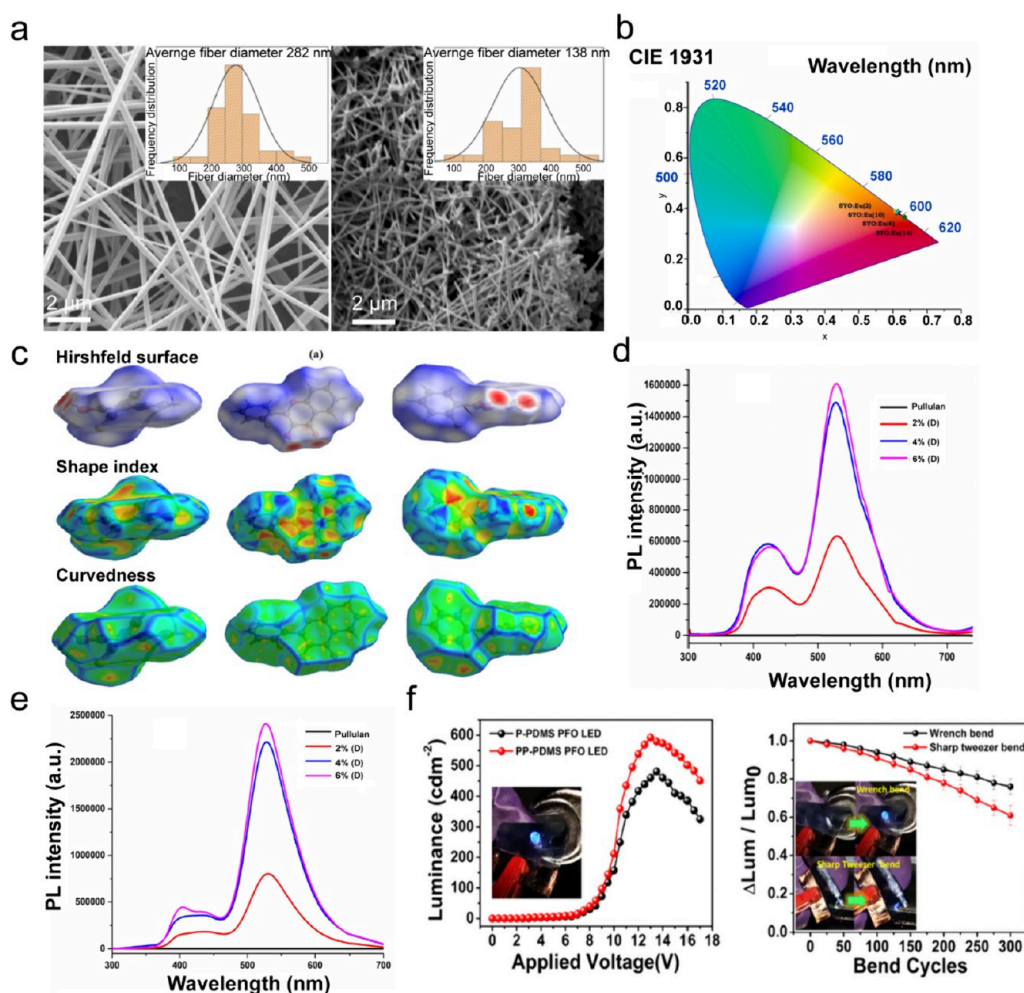 a
Avernge fiber diameter 282 nm
Frequency distribution
100 200 300 400 500
Fiber diameter (nm)
2 μm
Avernge fiber diameter 138 nm
Frequency distribution
100 200 300 400 500
Fiber diameter (nm)
2 μm
b
CIE 1931
Wavelength (nm)
520
540
560
580
600
620
500
SYO:Eu(2)
SYO:Eu(10)
SYO:Eu(6)
SYO:Eu(14)
0.8
0.6
0.4
0.2
0.0
y
0.0 0.1 0.2 0.3 0.4 0.5 0.6 0.7 0.8
x
c
Hirshfeld surface
(a)
Shape index
Curvedness
d
PL intensity (a.u.)
1600000
1400000
1200000
1000000
800000
600000
400000
200000
0
Pullulan
2% (D)
4% (D)
6% (D)
300 400 500 600 700
Wavelength (nm)
e
PL intensity (a.u.)
2500000
2000000
1500000
1000000
500000
0
Pullulan
2% (D)
4% (D)
6% (D)
300 400 500 600 700
Wavelength (nm)
f
Luminance (cdm-2)
600
500
400
300
200
100
0
P-PDMS PFO LED
PP-PDMS PFO LED
0 2 4 6 8 10 12 14 16 18
Applied Voltage(V)
ΔLum / Lum0
1.0
0.8
0.6
0.4
0.2
0.0
Wrench bend
Sharp tweezer bend
Wrench bend
Sharp Tweezer bend
0 50 100 150 200 250 300
Bend Cycles